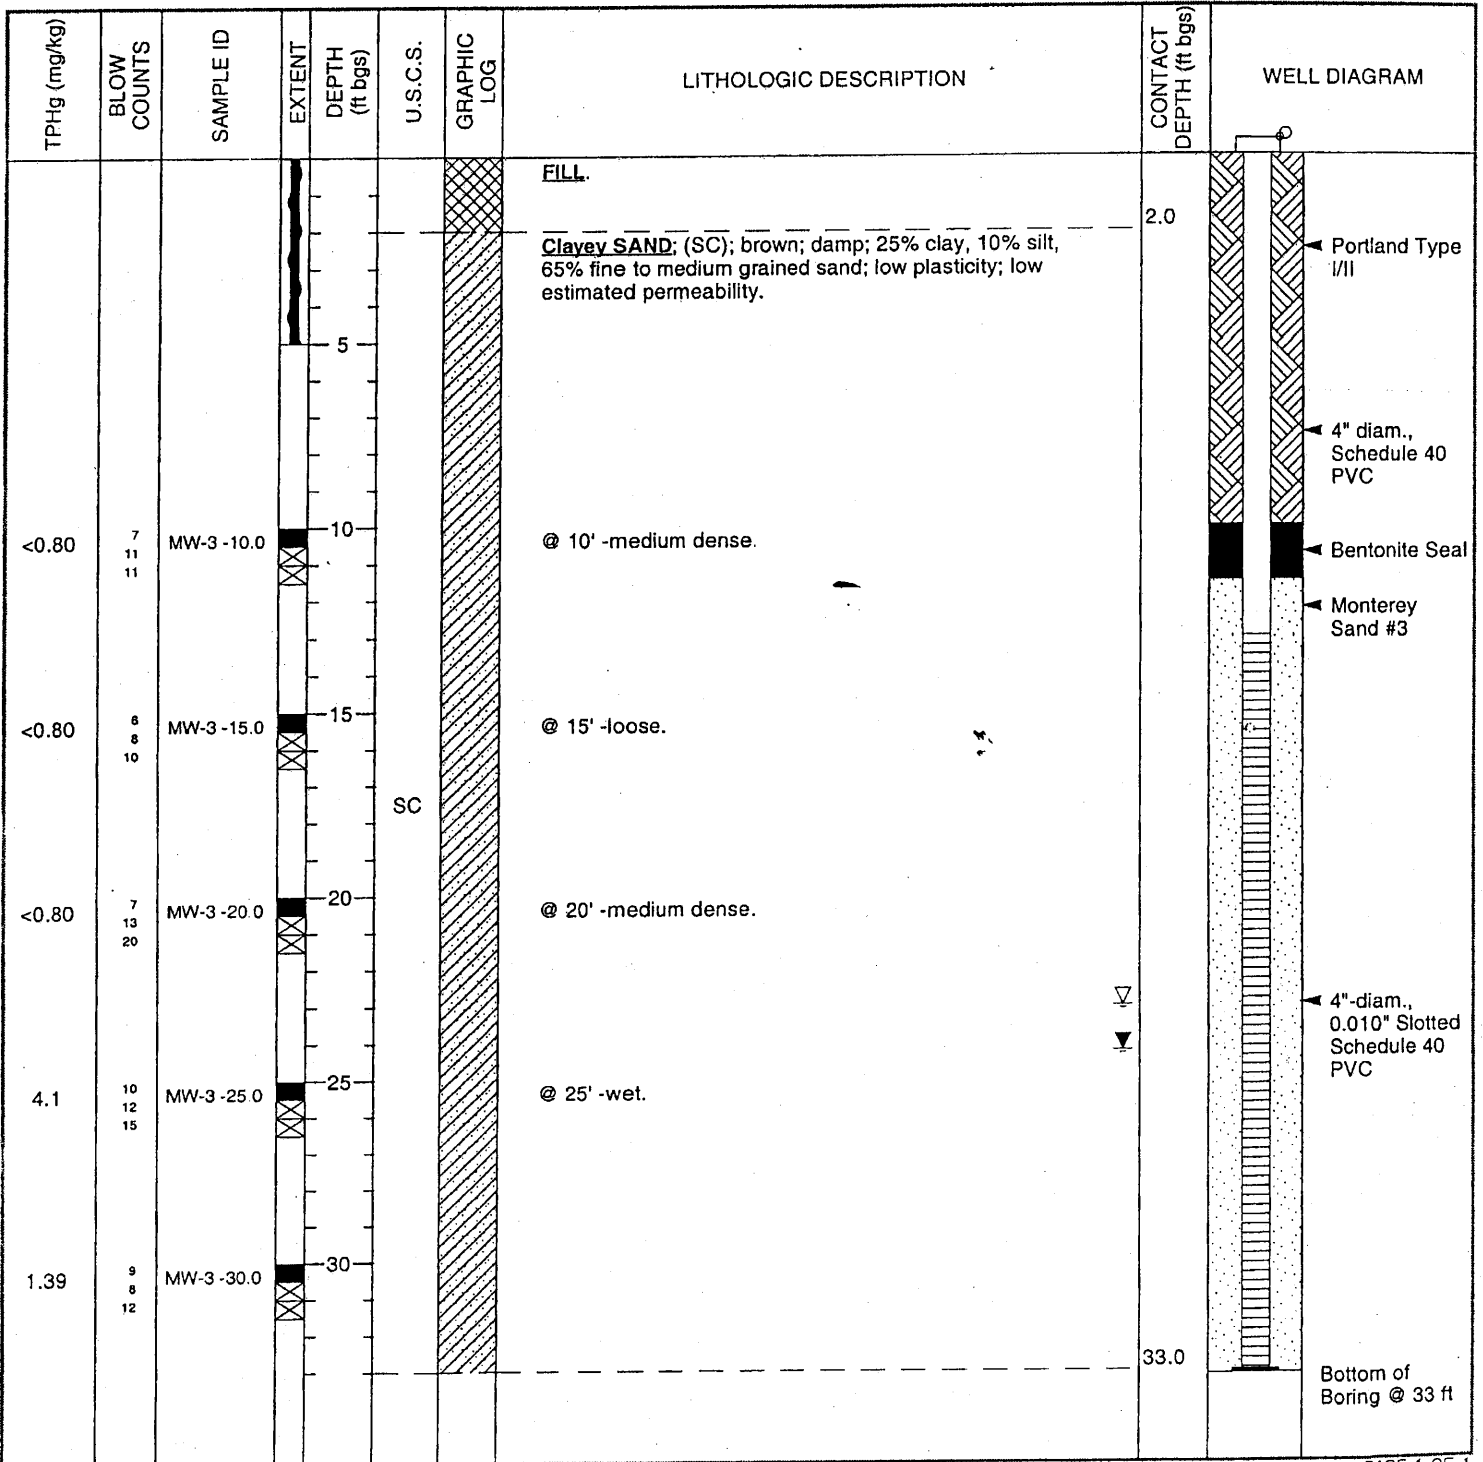 TPHg (mg/kg)
BLOW
COUNTS
SAMPLE ID
EXTENT
DEPTH
(ft bgs)
U.S.C.S.
GRAPHIC
LOG
LITHOLOGIC DESCRIPTION
CONTACT
DEPTH (ft bgs)
WELL DIAGRAM
FILL.
2.0
Clayey SAND; (SC); brown; damp; 25% clay, 10% silt,
65% fine to medium grained sand; low plasticity; low
estimated permeability.
Portland Type
I/II
5
4" diam.,
Schedule 40
PVC
<0.80
7
11
11
MW-3 -10.0
10
@ 10' -medium dense.
Bentonite Seal
Monterey
Sand #3
<0.80
6
8
10
MW-3 -15.0
15
@ 15' -loose.
SC
<0.80
7
13
20
MW-3 -20.0
20
@ 20' -medium dense.
4"-diam.,
0.010" Slotted
Schedule 40
PVC
4.1
10
12
15
MW-3 -25.0
25
@ 25' -wet.
1.39
9
8
12
MW-3 -30.0
30
33.0
Bottom of
Boring @ 33 ft